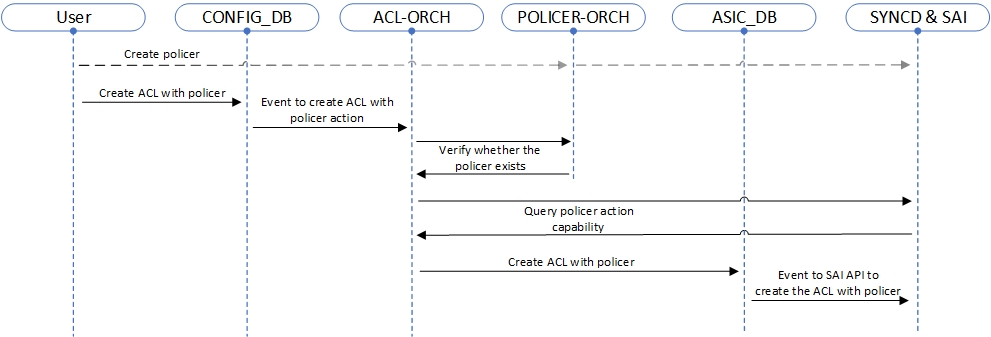 User
CONFIG_DB
ACL-ORCH
POLICER-ORCH
ASIC_DB
SYNCD & SAI
Create policer
Create ACL with policer
Event to create ACL with
policer action
Verify whether the
policer exists
Query policer action
capability
Create ACL with policer
Event to SAI API to
create the ACL with policer